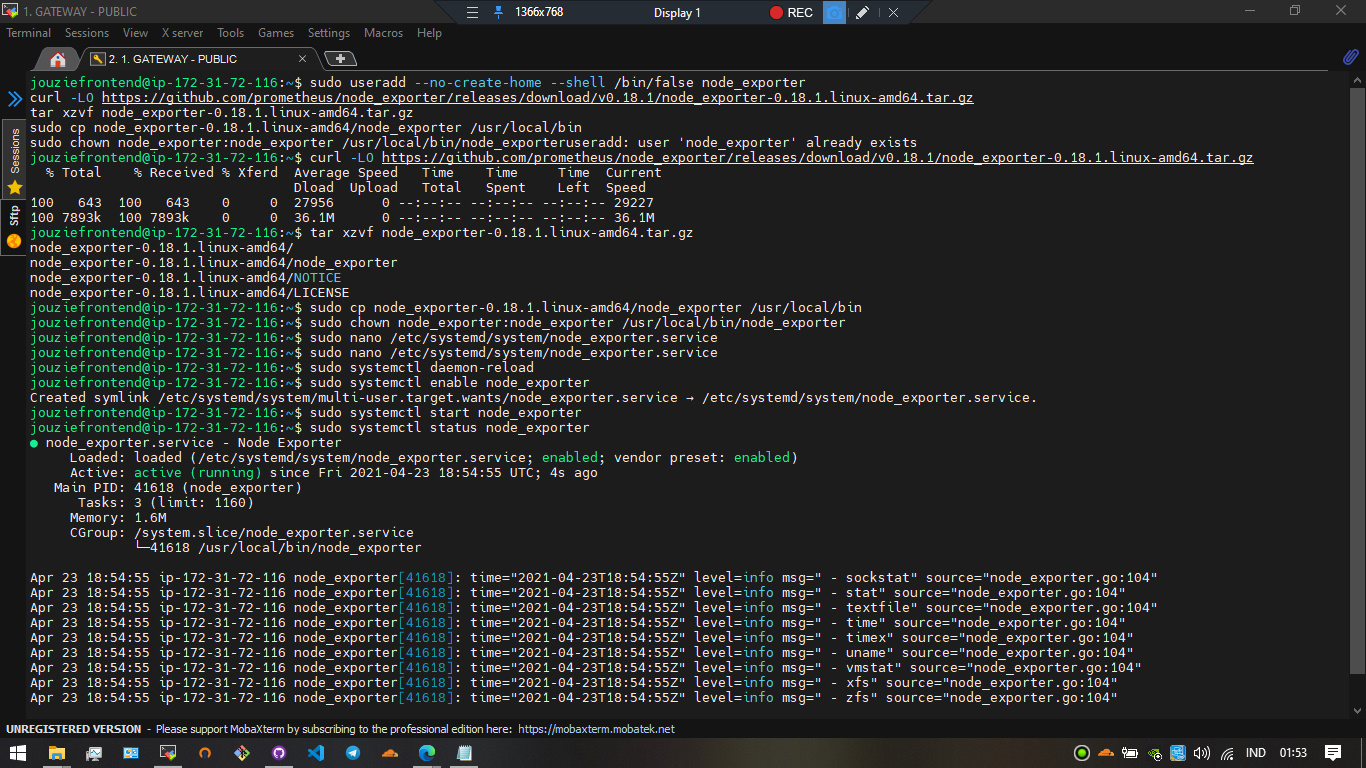 1. GATEWAY - PUBLIC
1366x768
Display 1
REC
Terminal Sessions View X server Tools Games Settings Macros Help
2. 1. GATEWAY - PUBLIC
Sessions
Sftp
jouziefrontend@ip-172-31-72-116:~$ sudo useradd --no-create-home --shell /bin/false node_exporter
curl -LO https://github.com/prometheus/node_exporter/releases/download/v0.18.1/node_exporter-0.18.1.linux-amd64.tar.gz
tar xzvf node_exporter-0.18.1.linux-amd64.tar.gz
sudo cp node_exporter-0.18.1.linux-amd64/node_exporter /usr/local/bin
sudo chown node_exporter:node_exporter /usr/local/bin/node_exporteruseradd: user 'node_exporter' already exists
jouziefrontend@ip-172-31-72-116:~$ curl -LO https://github.com/prometheus/node_exporter/releases/download/v0.18.1/node_exporter-0.18.1.linux-amd64.tar.gz
% Total % Received % Xferd Average Speed Time Time Time Current
Dload Upload Total Spent Left Speed
100 643 100 643 0 0 27956 0 --:--:-- --:--:-- --:--:-- 29227
100 7893k 100 7893k 0 0 36.1M 0 --:--:-- --:--:-- --:--:-- 36.1M
jouziefrontend@ip-172-31-72-116:~$ tar xzvf node_exporter-0.18.1.linux-amd64.tar.gz
node_exporter-0.18.1.linux-amd64/
node_exporter-0.18.1.linux-amd64/node_exporter
node_exporter-0.18.1.linux-amd64/NOTICE
node_exporter-0.18.1.linux-amd64/LICENSE
jouziefrontend@ip-172-31-72-116:~$ sudo cp node_exporter-0.18.1.linux-amd64/node_exporter /usr/local/bin
jouziefrontend@ip-172-31-72-116:~$ sudo chown node_exporter:node_exporter /usr/local/bin/node_exporter
jouziefrontend@ip-172-31-72-116:~$ sudo nano /etc/systemd/system/node_exporter.service
jouziefrontend@ip-172-31-72-116:~$ sudo nano /etc/systemd/system/node_exporter.service
jouziefrontend@ip-172-31-72-116:~$ sudo systemctl daemon-reload
jouziefrontend@ip-172-31-72-116:~$ sudo systemctl enable node_exporter
Created symlink /etc/systemd/system/multi-user.target.wants/node_exporter.service → /etc/systemd/system/node_exporter.service.
jouziefrontend@ip-172-31-72-116:~$ sudo systemctl start node_exporter
jouziefrontend@ip-172-31-72-116:~$ sudo systemctl status node_exporter
● node_exporter.service - Node Exporter
Loaded: loaded (/etc/systemd/system/node_exporter.service; enabled; vendor preset: enabled)
Active: active (running) since Fri 2021-04-23 18:54:55 UTC; 4s ago
Main PID: 41618 (node_exporter)
Tasks: 3 (limit: 1160)
Memory: 1.6M
CGroup: /system.slice/node_exporter.service
└─41618 /usr/local/bin/node_exporter
Apr 23 18:54:55 ip-172-31-72-116 node_exporter[41618]: time="2021-04-23T18:54:55Z" level=info msg=" - sockstat" source="node_exporter.go:104"
Apr 23 18:54:55 ip-172-31-72-116 node_exporter[41618]: time="2021-04-23T18:54:55Z" level=info msg=" - stat" source="node_exporter.go:104"
Apr 23 18:54:55 ip-172-31-72-116 node_exporter[41618]: time="2021-04-23T18:54:55Z" level=info msg=" - textfile" source="node_exporter.go:104"
Apr 23 18:54:55 ip-172-31-72-116 node_exporter[41618]: time="2021-04-23T18:54:55Z" level=info msg=" - time" source="node_exporter.go:104"
Apr 23 18:54:55 ip-172-31-72-116 node_exporter[41618]: time="2021-04-23T18:54:55Z" level=info msg=" - timex" source="node_exporter.go:104"
Apr 23 18:54:55 ip-172-31-72-116 node_exporter[41618]: time="2021-04-23T18:54:55Z" level=info msg=" - uname" source="node_exporter.go:104"
Apr 23 18:54:55 ip-172-31-72-116 node_exporter[41618]: time="2021-04-23T18:54:55Z" level=info msg=" - vmstat" source="node_exporter.go:104"
Apr 23 18:54:55 ip-172-31-72-116 node_exporter[41618]: time="2021-04-23T18:54:55Z" level=info msg=" - xfs" source="node_exporter.go:104"
Apr 23 18:54:55 ip-172-31-72-116 node_exporter[41618]: time="2021-04-23T18:54:55Z" level=info msg=" - zfs" source="node_exporter.go:104"
UNREGISTERED VERSION - Please support MobaXterm by subscribing to the professional edition here: https://mobaxterm.mobatek.net
IND 01:53